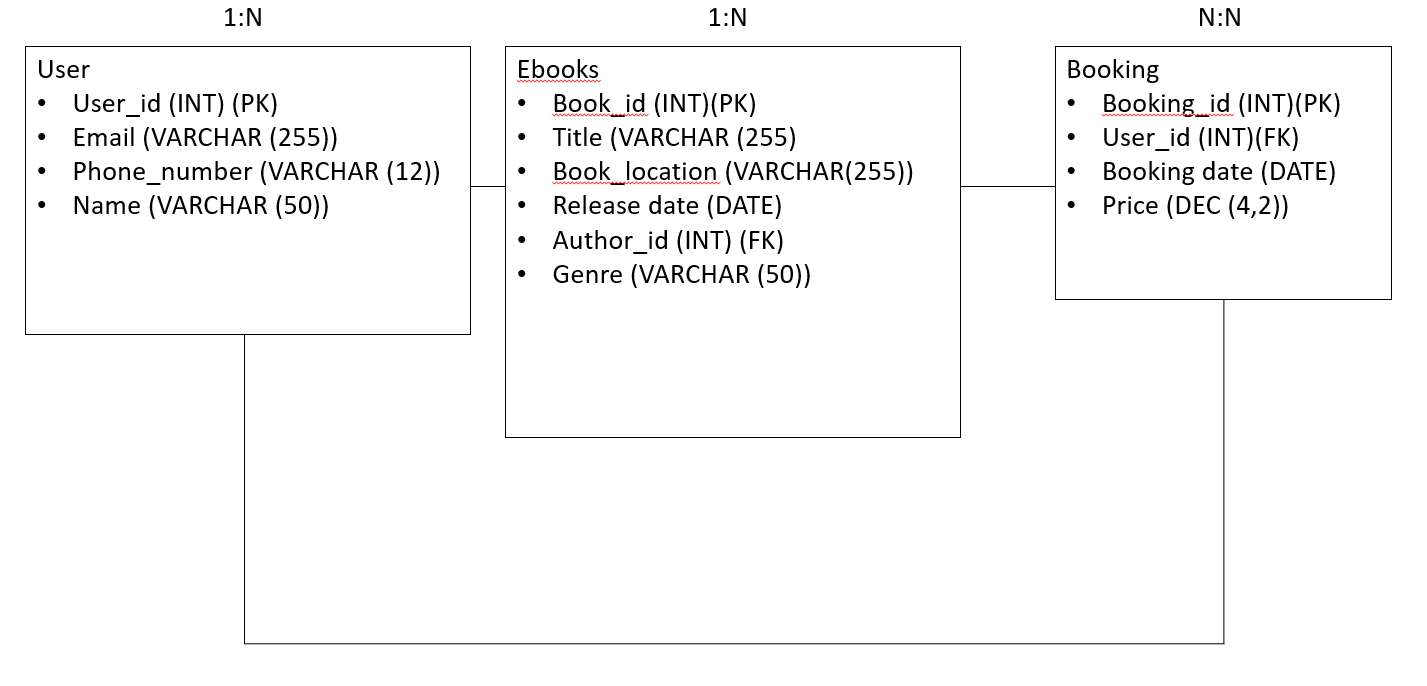 1:N
1:N
N:N
User
• User_id (INT) (PK)
• Email (VARCHAR (255))
• Phone_number (VARCHAR (12))
• Name (VARCHAR (50))
Ebooks
• Book_id (INT)(PK)
• Title (VARCHAR (255)
• Book_location (VARCHAR(255))
• Release date (DATE)
• Author_id (INT) (FK)
• Genre (VARCHAR (50))
Booking
• Booking_id (INT)(PK)
• User_id (INT)(FK)
• Booking date (DATE)
• Price (DEC (4,2))